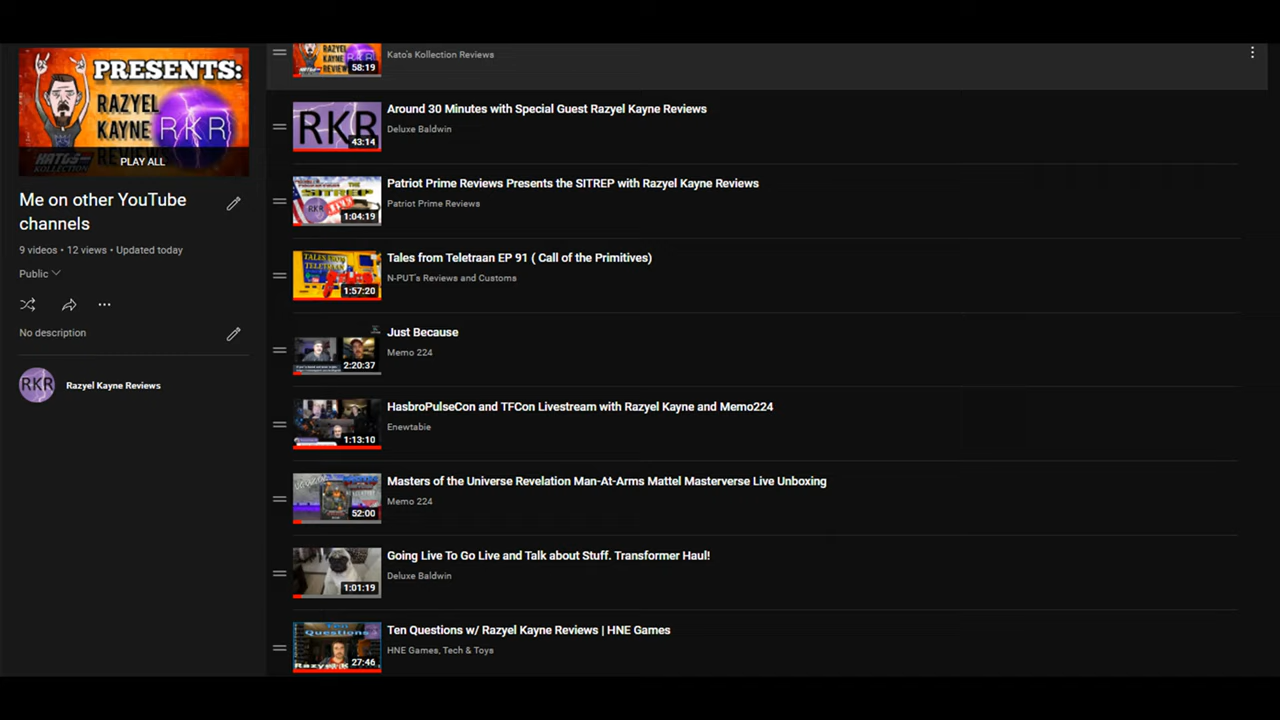 PRESENTS:
RAZYEL
KAYNE
RKR
PLAY ALL
Me on other YouTube
channels
9 videos • 12 views • Updated today
Public
No description
RKR
Razyel Kayne Reviews
58:19
Kato's Kollection Reviews
RKR
43:14
Around 30 Minutes with Special Guest Razyel Kayne Reviews
Deluxe Baldwin
THE
SITREP
LIVE
1:04:19
Patriot Prime Reviews Presents the SITREP with Razyel Kayne Reviews
Patriot Prime Reviews
1:57:20
Tales from Teletraan EP 91 ( Call of the Primitives)
N-PUT's Reviews and Customs
2:20:37
Just Because
Memo 224
1:13:10
HasbroPulseCon and TFCon Livestream with Razyel Kayne and Memo224
Enewtabie
52:00
Masters of the Universe Revelation Man-At-Arms Mattel Masterverse Live Unboxing
Memo 224
1:01:19
Going Live To Go Live and Talk about Stuff. Transformer Haul!
Deluxe Baldwin
Questions
27:46
Ten Questions w/ Razyel Kayne Reviews | HNE Games
HNE Games, Tech & Toys